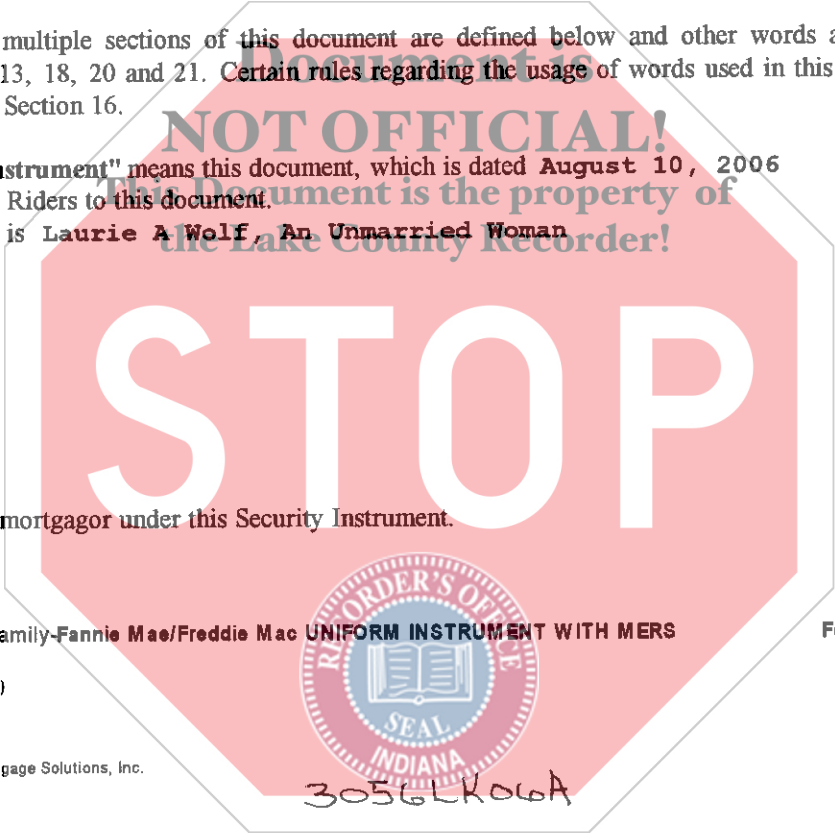 multiple sections of this document are defined below and other words a
13, 18, 20 and 21. Certain rules regarding the usage of words used in this
Section 16.
Document is
NOT OFFICIAL!
This Document is the property of
the Lake County Recorder!
nstrument" means this document, which is dated August 10, 2006
Riders to this document.
is Laurie A Wolf, An Unmarried Woman
STOP
mortgagor under this Security Instrument.
amily-Fannie Mae/Freddie Mac UNIFORM INSTRUMENT WITH MERS
)
gage Solutions, Inc.
RECORDER'S OFFICE
SEAL
INDIANA